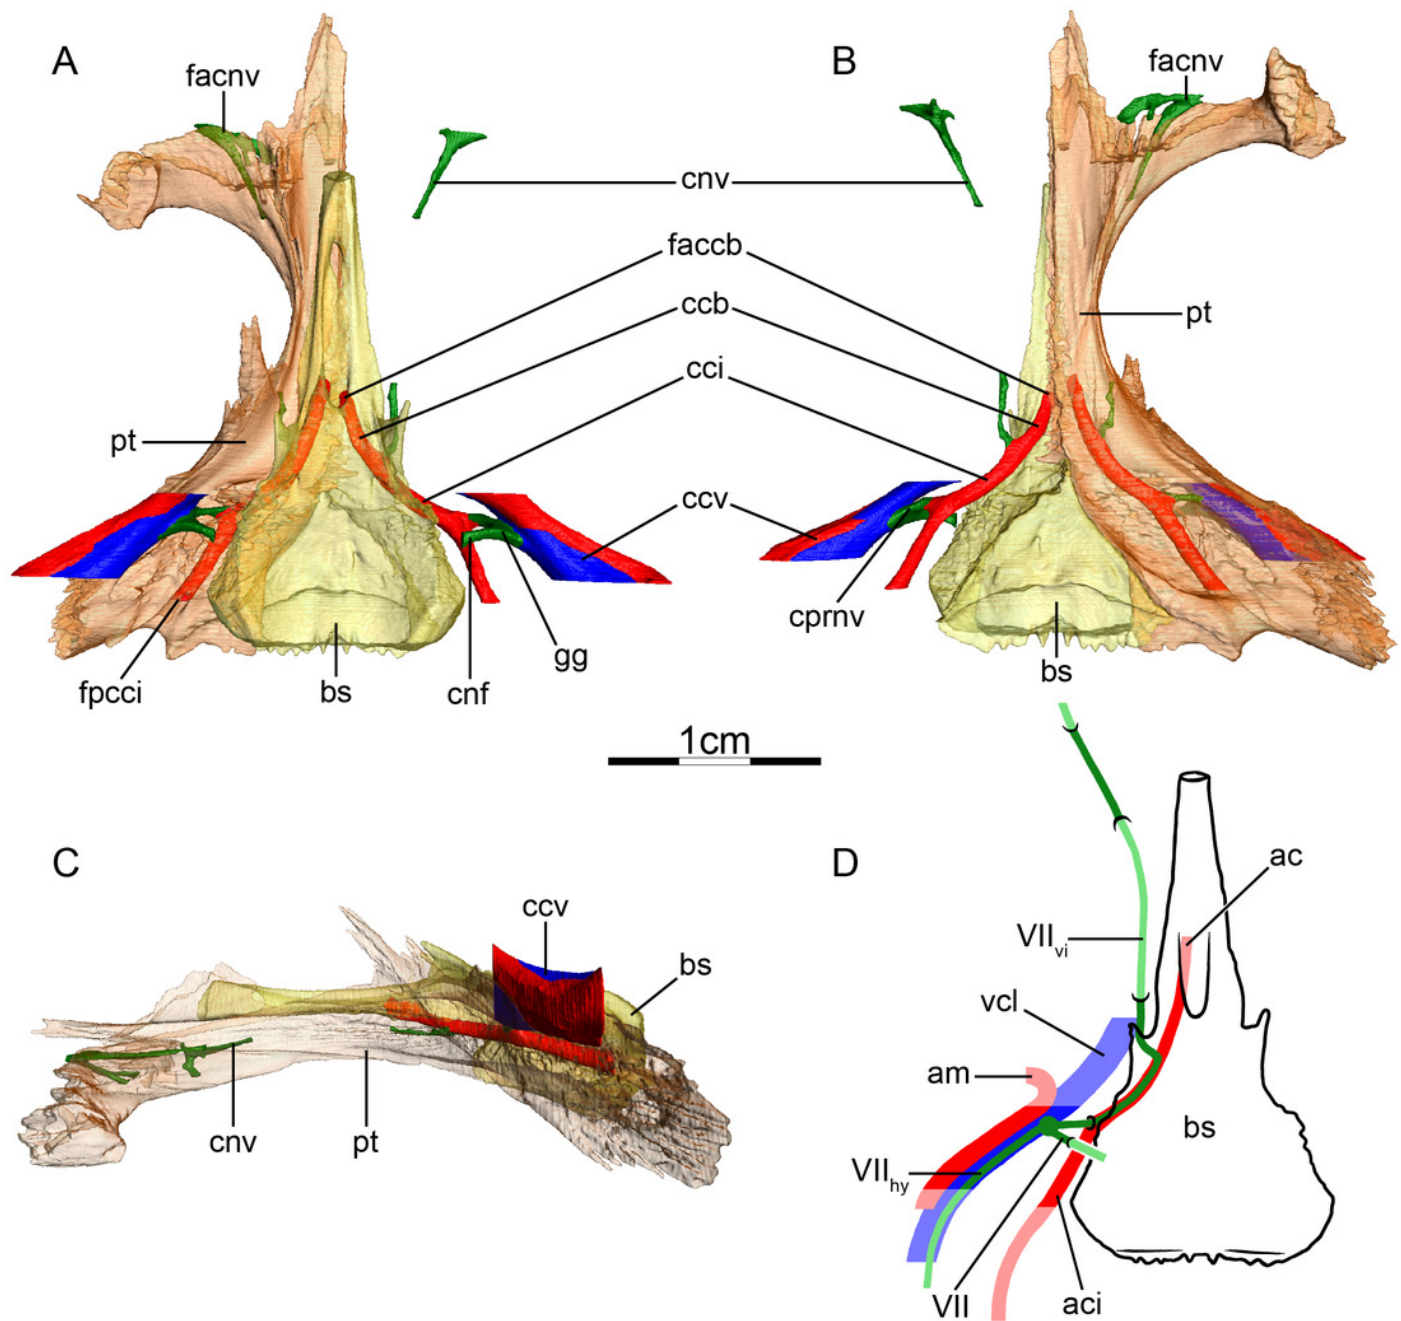 A
facnv
B
facnv
cnv
faccb
ccb
pt
cci
pt
ccv
cprnv
gg
fpcci
bs
cnf
bs
1cm
C
D
ac
ccv
VIIvi
bs
vcl
am
bs
cnv
pt
VIIhy
VII
aci